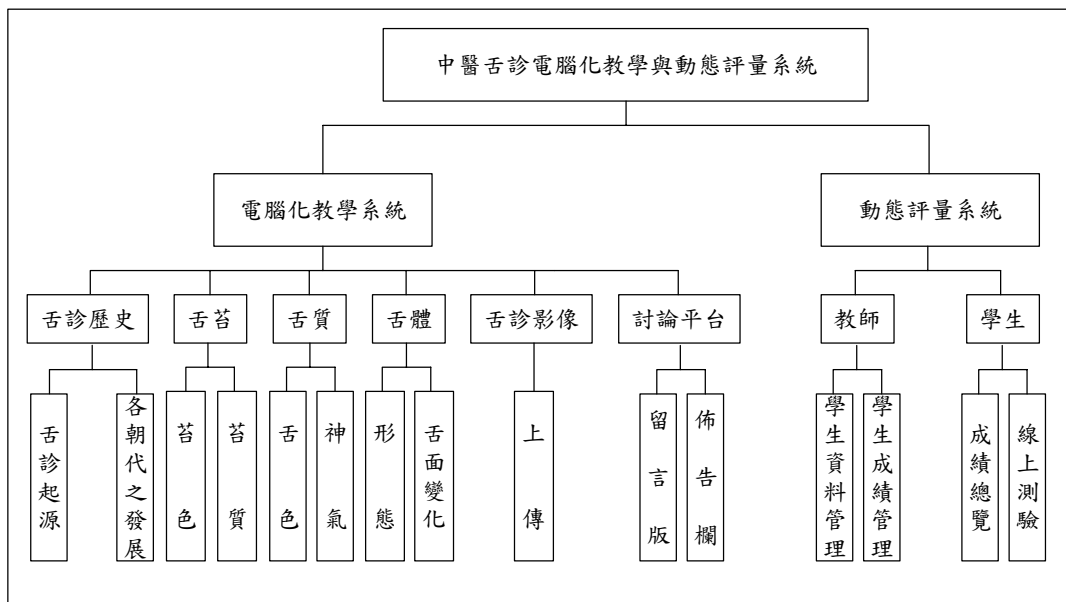 中醫舌診電腦化教學與動態評量系統
電腦化教學系統
動態評量系統
舌診歷史
舌苔
舌質
舌體
舌診影像
討論平台
教師
學生
舌診起源
各朝代之發展
苔色
苔質
舌色
神氣
形態
舌面變化
上傳
留言版
佈告欄
學生資料管理
學生成績管理
成績總覽
線上測驗